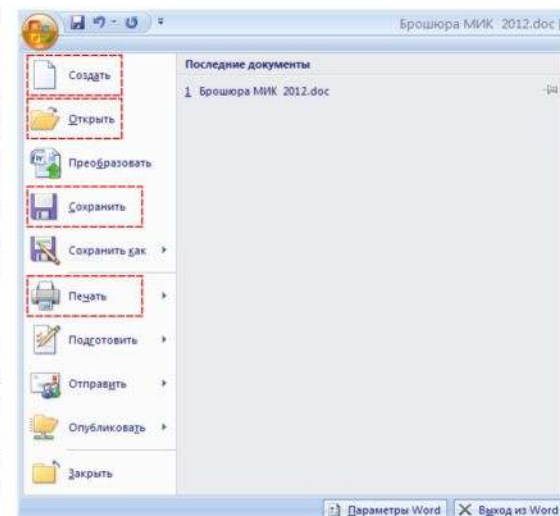 Брошюра МИК 2012.doc
Создать
Открыть
Преобразовать
Сохранить
Сохранить как
Печать
Подготовить
Отправить
Опубликовать
Закрыть
Последние документы
1 Брошюра МИК 2012.doc
Параметры Word
Выход из Word